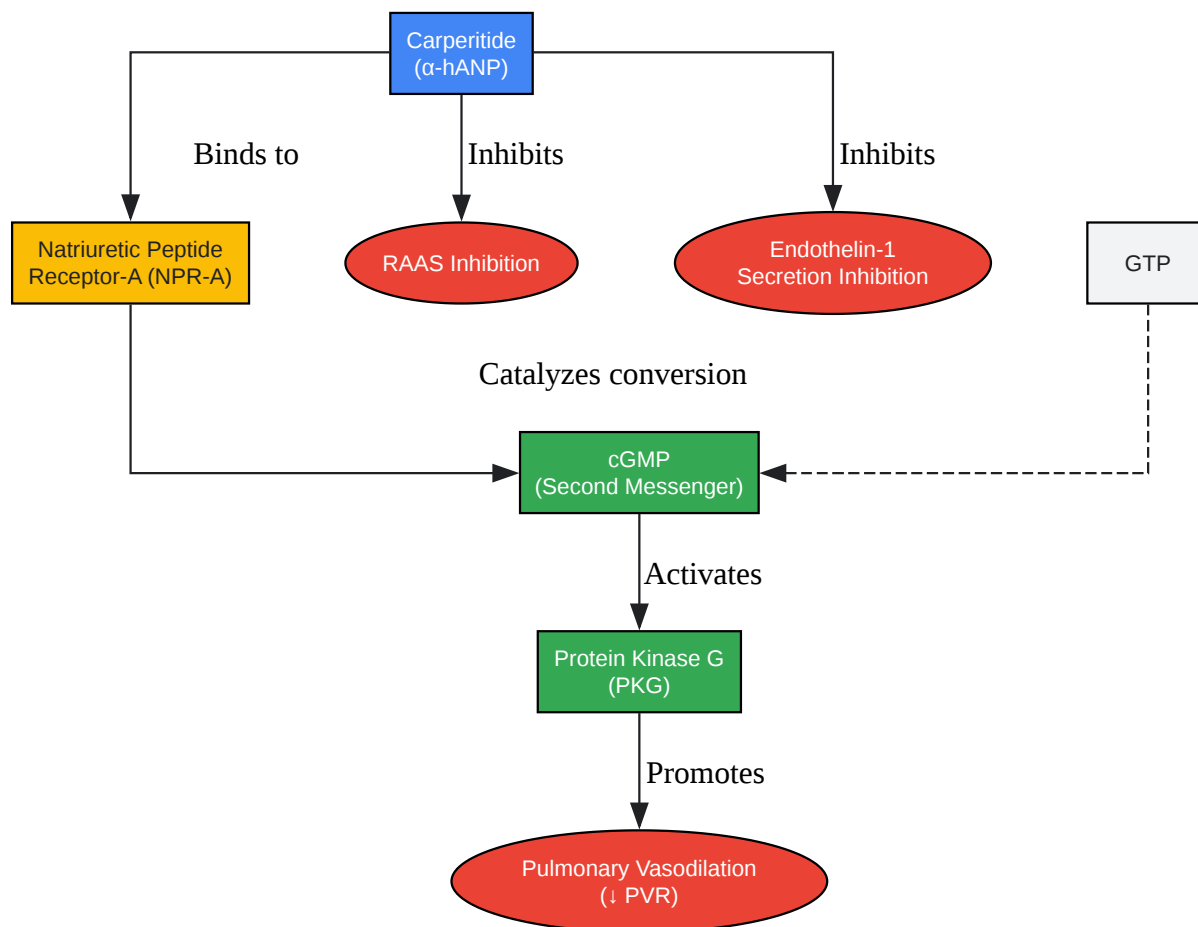 Carperitide
(α-hANP)
Binds to
Inhibits
Inhibits
Natriuretic Peptide
Receptor-A (NPR-A)
RAAS Inhibition
Endothelin-1
Secretion Inhibition
GTP
Catalyzes conversion
cGMP
(Second Messenger)
Activates
Protein Kinase G
(PKG)
Promotes
Pulmonary Vasodilation
(↓ PVR)